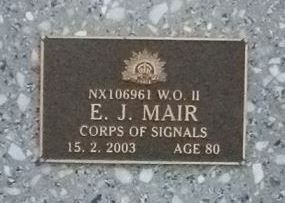 NX106961 W.O. II
E. J. MAIR
CORPS OF SIGNALS
15. 2. 2003 AGE 80